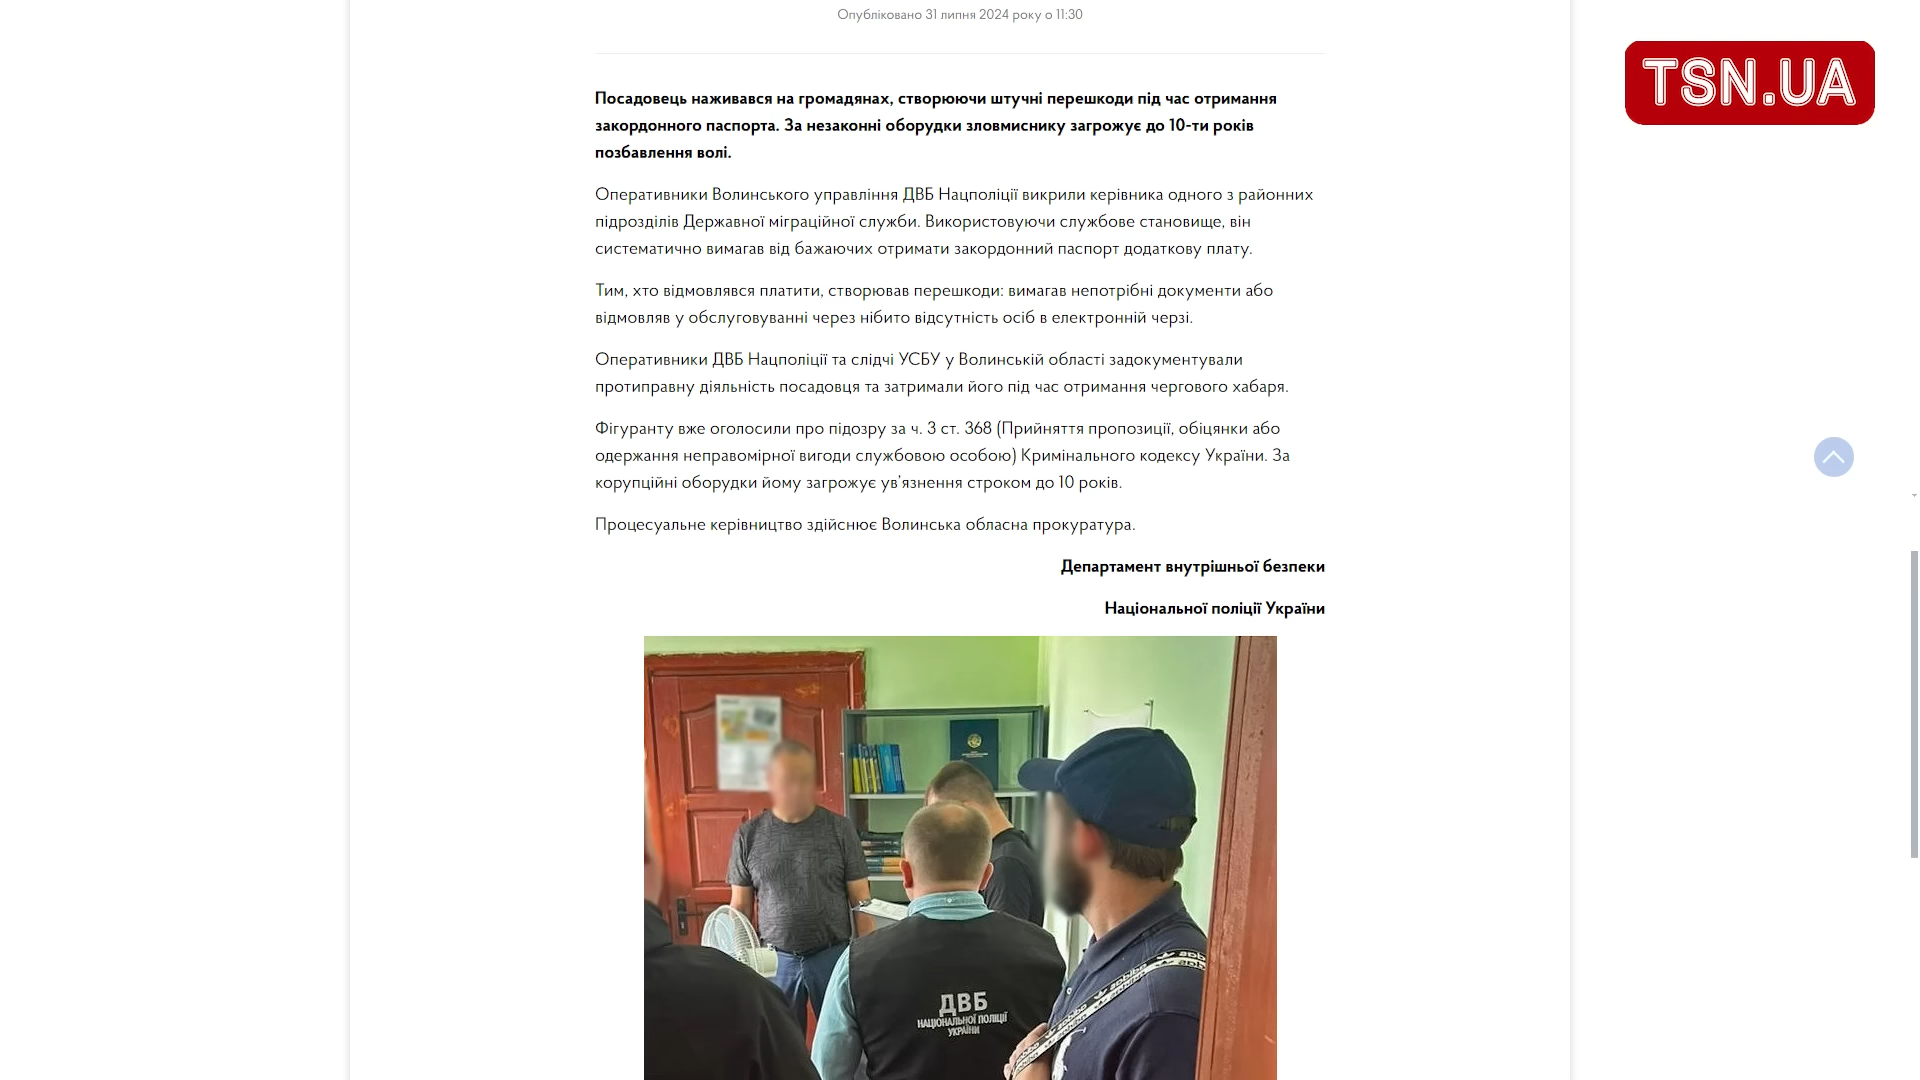 Опубліковано 31 липня 2024 року о 11:30
TSN.UA
Посадовець наживався на громадянах, створюючи штучні перешкоди під час отримання
закордонного паспорта. За незаконні оборудки зловмиснику загрожує до 10-ти років
позбавлення волі.
Оперативники Волинського управління ДВБ Нацполіції викрили керівника одного з районних
підрозділів Державної міграційної служби. Використовуючи службове становище, він
систематично вимагав від бажаючих отримати закордонний паспорт додаткову плату.
Тим, хто відмовлявся платити, створював перешкоди: вимагав непотрібні документи або
відмовляв у обслуговуванні через нібито відсутність осіб в електронній черзі.
Оперативники ДВБ Нацполіції та слідчі УСБУ у Волинській області задокументували
протиправну діяльність посадовця та затримали його під час отримання чергового хабаря.
Фігуранту вже оголосили про підозру за ч. 3 ст. 368 (Прийняття пропозиції, обіцянки або
одержання неправомірної вигоди службовою особою) Кримінального кодексу України. За
корупційні оборудки йому загрожує ув’язнення строком до 10 років.
Процесуальне керівництво здійснює Волинська обласна прокуратура.
Департамент внутрішньої безпеки
Національної поліції України
ДВБ
НАЦІОНАЛЬНОЇ ПОЛІЦІЇ
УКРАЇНИ
adidas
adidas